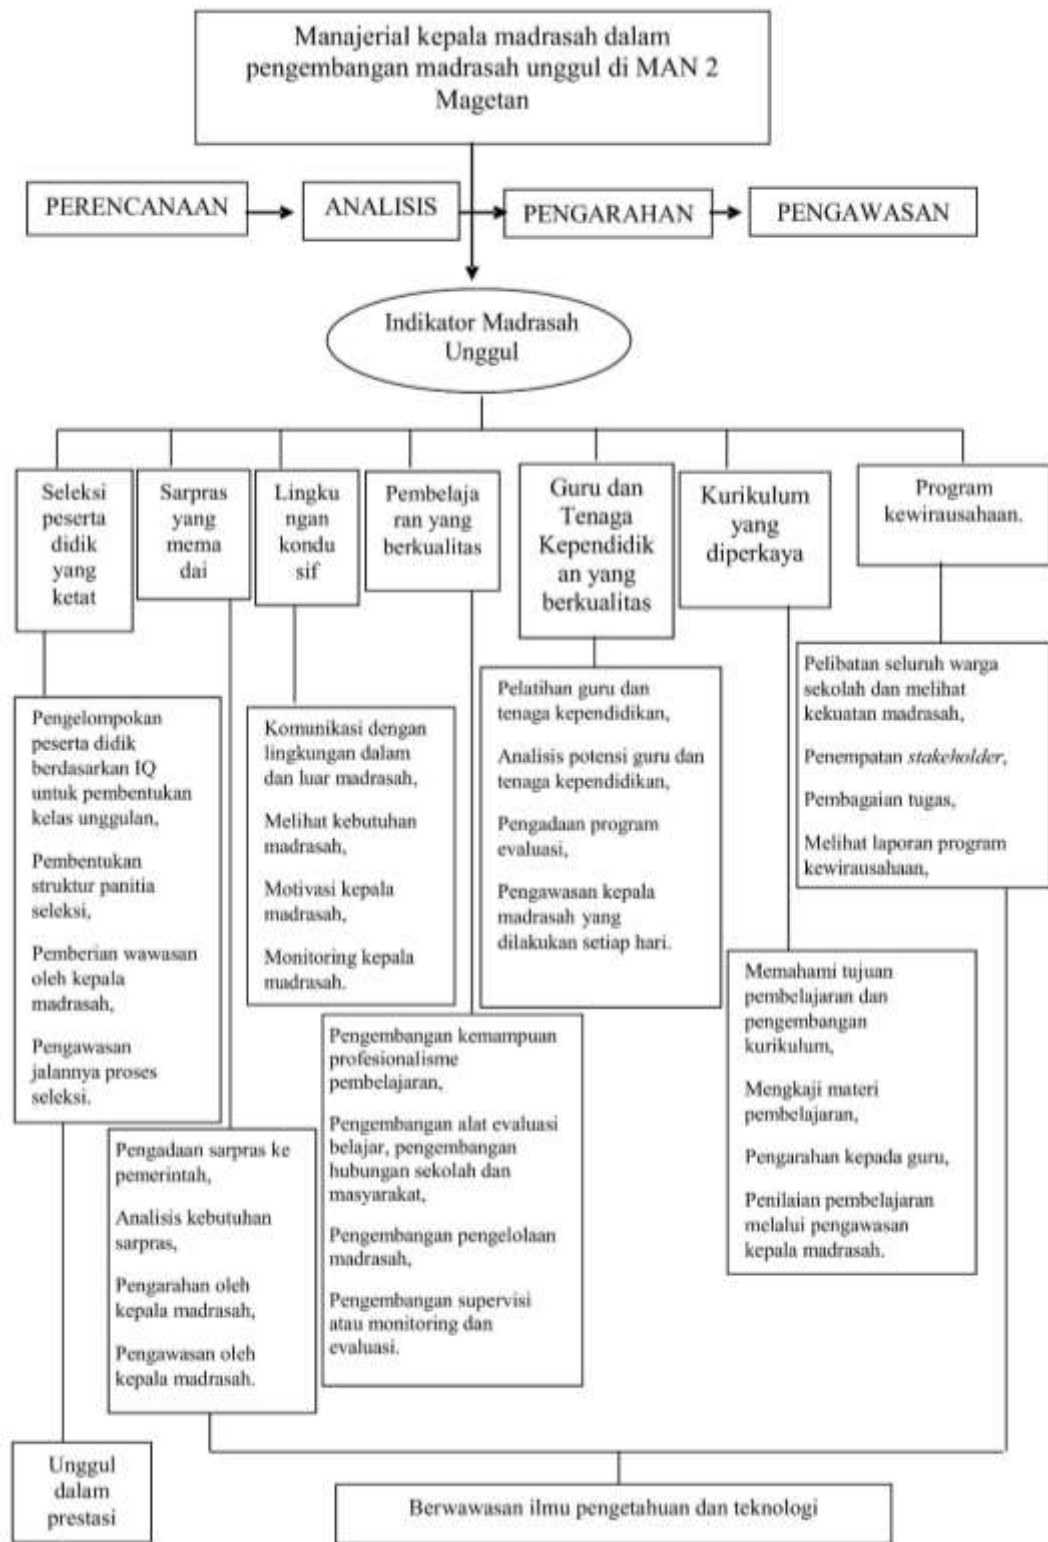 Manajerial kepala madrasah dalam
pengembangan madrasah unggul di MAN 2
Magetan
PERENCANAAN
ANALISIS
PENGARAHAN
PENGAWASAN
Indikator Madrasah
Unggul
Seleksi
peserta
didik
yang
ketat
Sarpras
yang
mema
dai
Lingku
ngan
kondu
sif
Pembelaja
ran yang
berkualitas
Guru dan
Tenaga
Kependidik
an yang
berkualitas
Kurikulum
yang
diperkaya
Program
kewirausahaan.
Pengelompokan
peserta didik
berdasarkan IQ
untuk pembentukan
kelas unggulan,
Pembentukan
struktur panitia
seleksi,
Pemberian wawasan
oleh kepala
madrasah,
Pengawasan
jalannya proses
seleksi.
Komunikasi dengan
lingkungan dalam
dan luar madrasah,
Melihat kebutuhan
madrasah,
Motivasi kepala
madrasah,
Monitoring kepala
madrasah.
Pelatihan guru dan
tenaga kependidikan,
Analisis potensi guru dan
tenaga kependidikan,
Pengadaan program
evaluasi,
Pengawasan kepala
madrasah yang
dilakukan setiap hari.
Pelibatan seluruh warga
sekolah dan melihat
kekuatan madrasah,
Penempatan stakeholder,
Pembagaian tugas,
Melihat laporan program
kewirausahaan,
Pengadaan sarpras ke
pemerintah,
Analisis kebutuhan
sarpras,
Pengarahan oleh
kepala madrasah,
Pengawasan oleh
kepala madrasah.
Pengembangan kemampuan
profesionalisme
pembelajaran,
Pengembangan alat evaluasi
belajar, pengembangan
hubungan sekolah dan
masyarakat,
Pengembangan pengelolaan
madrasah,
Pengembangan supervisi
atau monitoring dan
evaluasi.
Memahami tujuan
pembelajaran dan
pengembangan
kurikulum,
Mengkaji materi
pembelajaran,
Pengarahan kepada guru,
Penilaian pembelajaran
melalui pengawasan
kepala madrasah.
Unggul
dalam
prestasi
Berwawasan ilmu pengetahuan dan teknologi